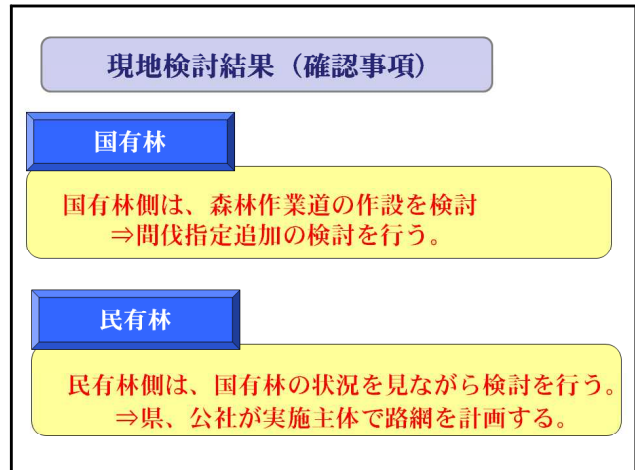 現地検討結果（確認事項）
国有林
国有林側は、森林作業道の作設を検討
⇒間伐指定追加の検討を行う。
民有林
民有林側は、国有林の状況を見ながら検討を行う。
⇒県、公社が実施主体で路網を計画する。